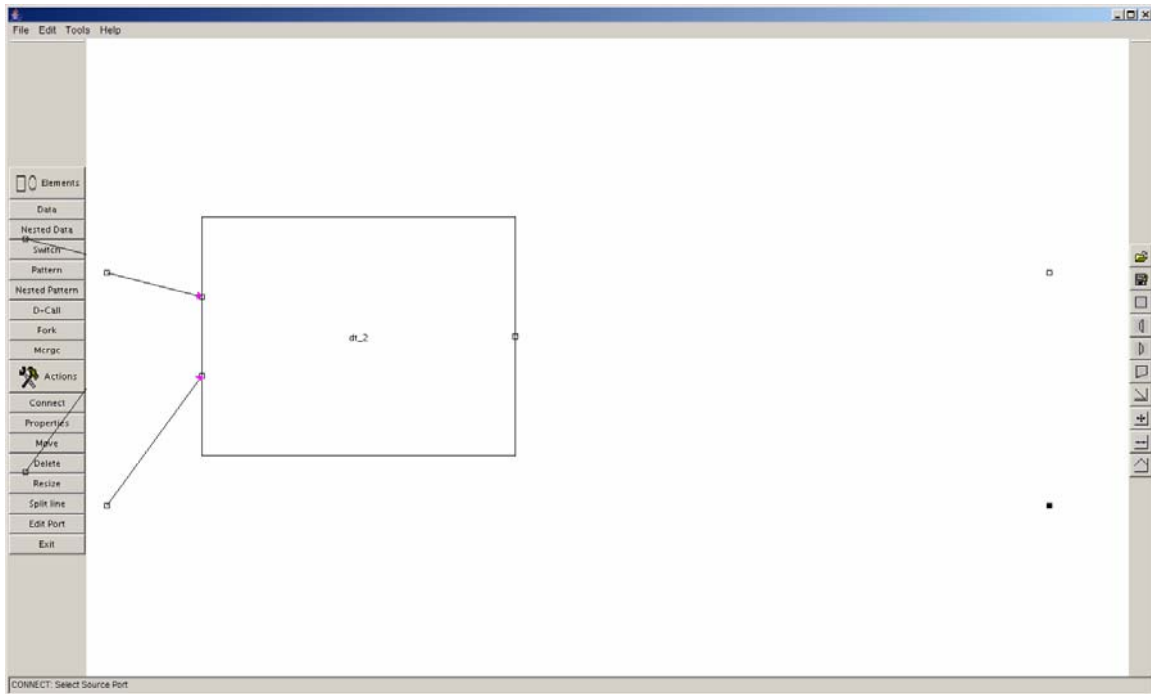 File Edit Tools Help
Elements
Data
Nested Data
Switch
Pattern
Nested Pattern
D-Call
Fork
Merge
Actions
Connect
Properties
Move
Delete
Resize
Split line
Edit Port
Exit
dt_2
CONNECT: Select Source Port